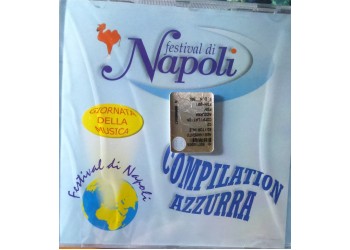 festival di
Napoli
GIORNATA
DELLA
MUSICA
Festival di Napoli
COMPILATION
AZZURRA